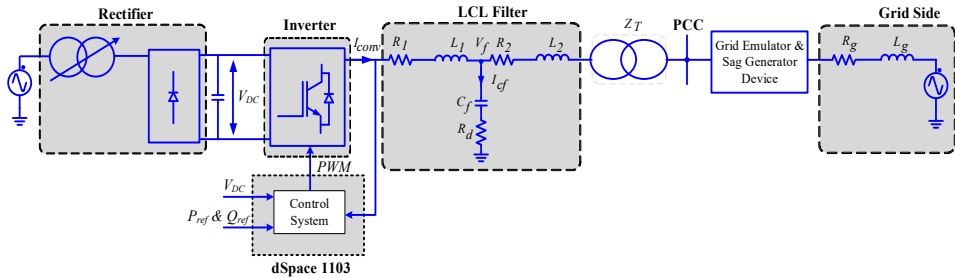 Rectifier
Inverter
LCL Filter
Z_T
PCC
Grid Side
I_conv
R_1
L_1
V_f
R_2
L_2
Grid Emulator &
Sag Generator
Device
R_g
L_g
V_DC
I_cf
C_f
R_d
PWM
V_DC
P_ref & Q_ref
Control
System
dSpace 1103